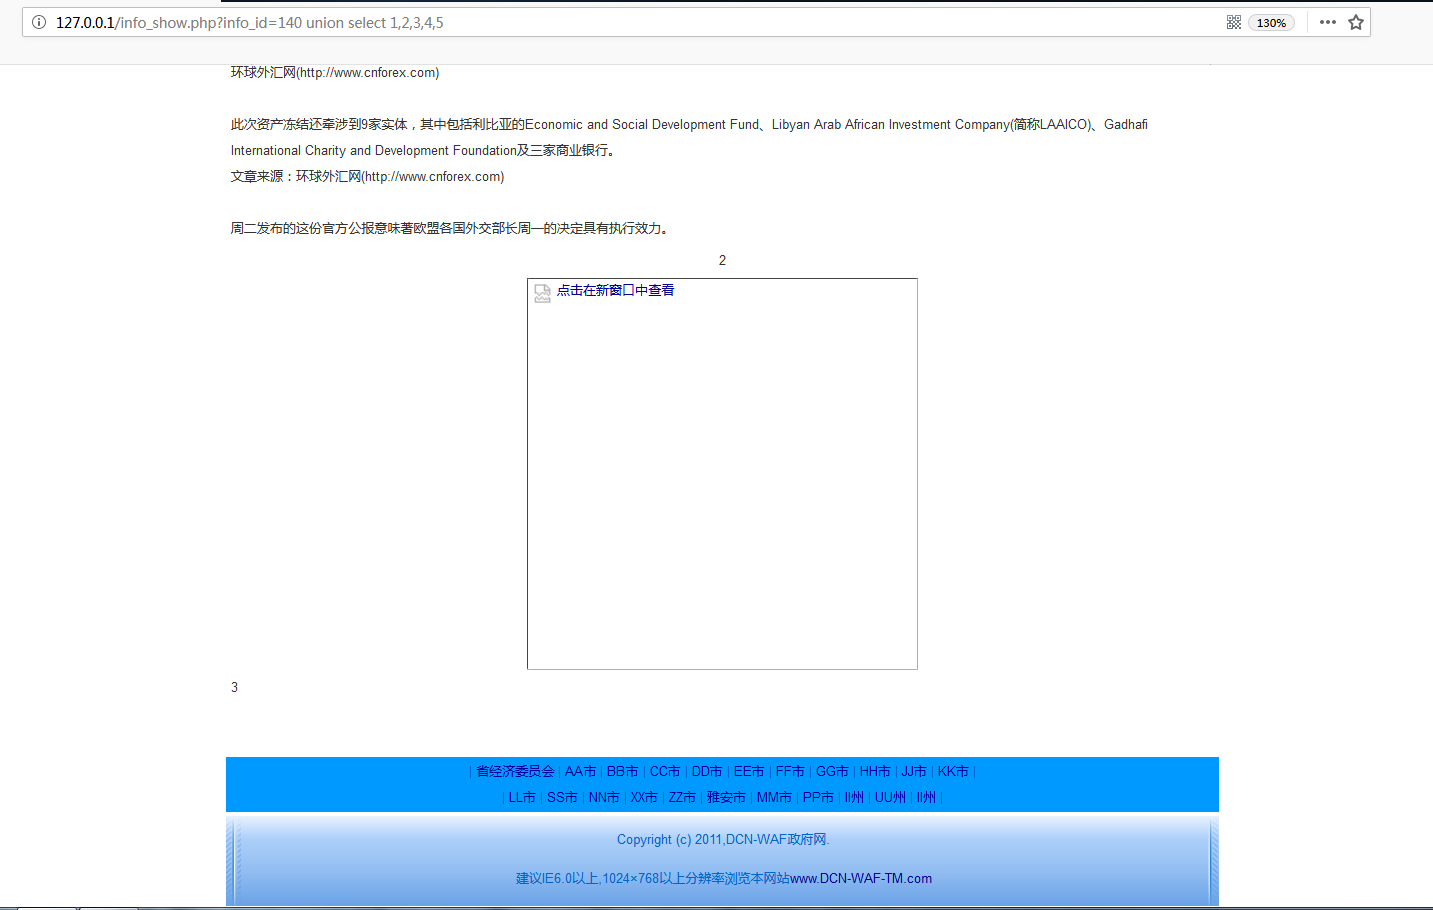 127.0.0.1/info_show.php?info_id=140 union select 1,2,3,4,5
130%
环球外汇网(http://www.cnforex.com)
此次资产冻结还牵涉到9家实体，其中包括利比亚的Economic and Social Development Fund、Libyan Arab African Investment Company(简称LAAICO)、Gadhafi
International Charity and Development Foundation及三家商业银行。
文章来源：环球外汇网(http://www.cnforex.com)
周二发布的这份官方公报意味著欧盟各国外交部长周一的决定具有执行效力。
2
点击在新窗口中查看
3
| 省经济委员会 | AA市 | BB市 | CC市 | DD市 | EE市 | FF市 | GG市 | HH市 | JJ市 | KK市 |
| LL市 | SS市 | NN市 | XX市 | ZZ市 | 雅安市 | MM市 | PP市 | II州 | UU州 | II州 |
Copyright (c) 2011,DCN-WAF政府网.
建议IE6.0以上,1024×768以上分辨率浏览本网站www.DCN-WAF-TM.com